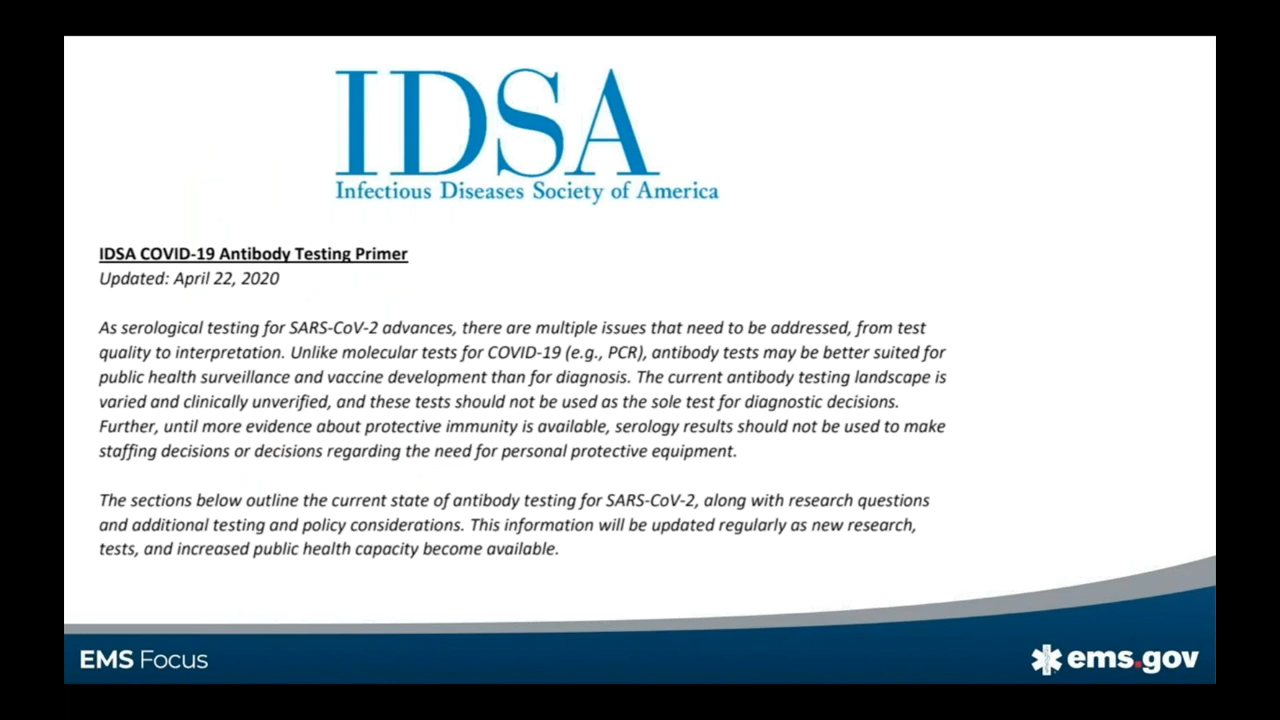 IDSA
Infectious Diseases Society of America
IDSA COVID-19 Antibody Testing Primer
Updated: April 22, 2020
As serological testing for SARS-CoV-2 advances, there are multiple issues that need to be addressed, from test
quality to interpretation. Unlike molecular tests for COVID-19 (e.g., PCR), antibody tests may be better suited for
public health surveillance and vaccine development than for diagnosis. The current antibody testing landscape is
varied and clinically unverified, and these tests should not be used as the sole test for diagnostic decisions.
Further, until more evidence about protective immunity is available, serology results should not be used to make
staffing decisions or decisions regarding the need for personal protective equipment.
The sections below outline the current state of antibody testing for SARS-CoV-2, along with research questions
and additional testing and policy considerations. This information will be updated regularly as new research,
tests, and increased public health capacity become available.
EMS Focus
ems.gov